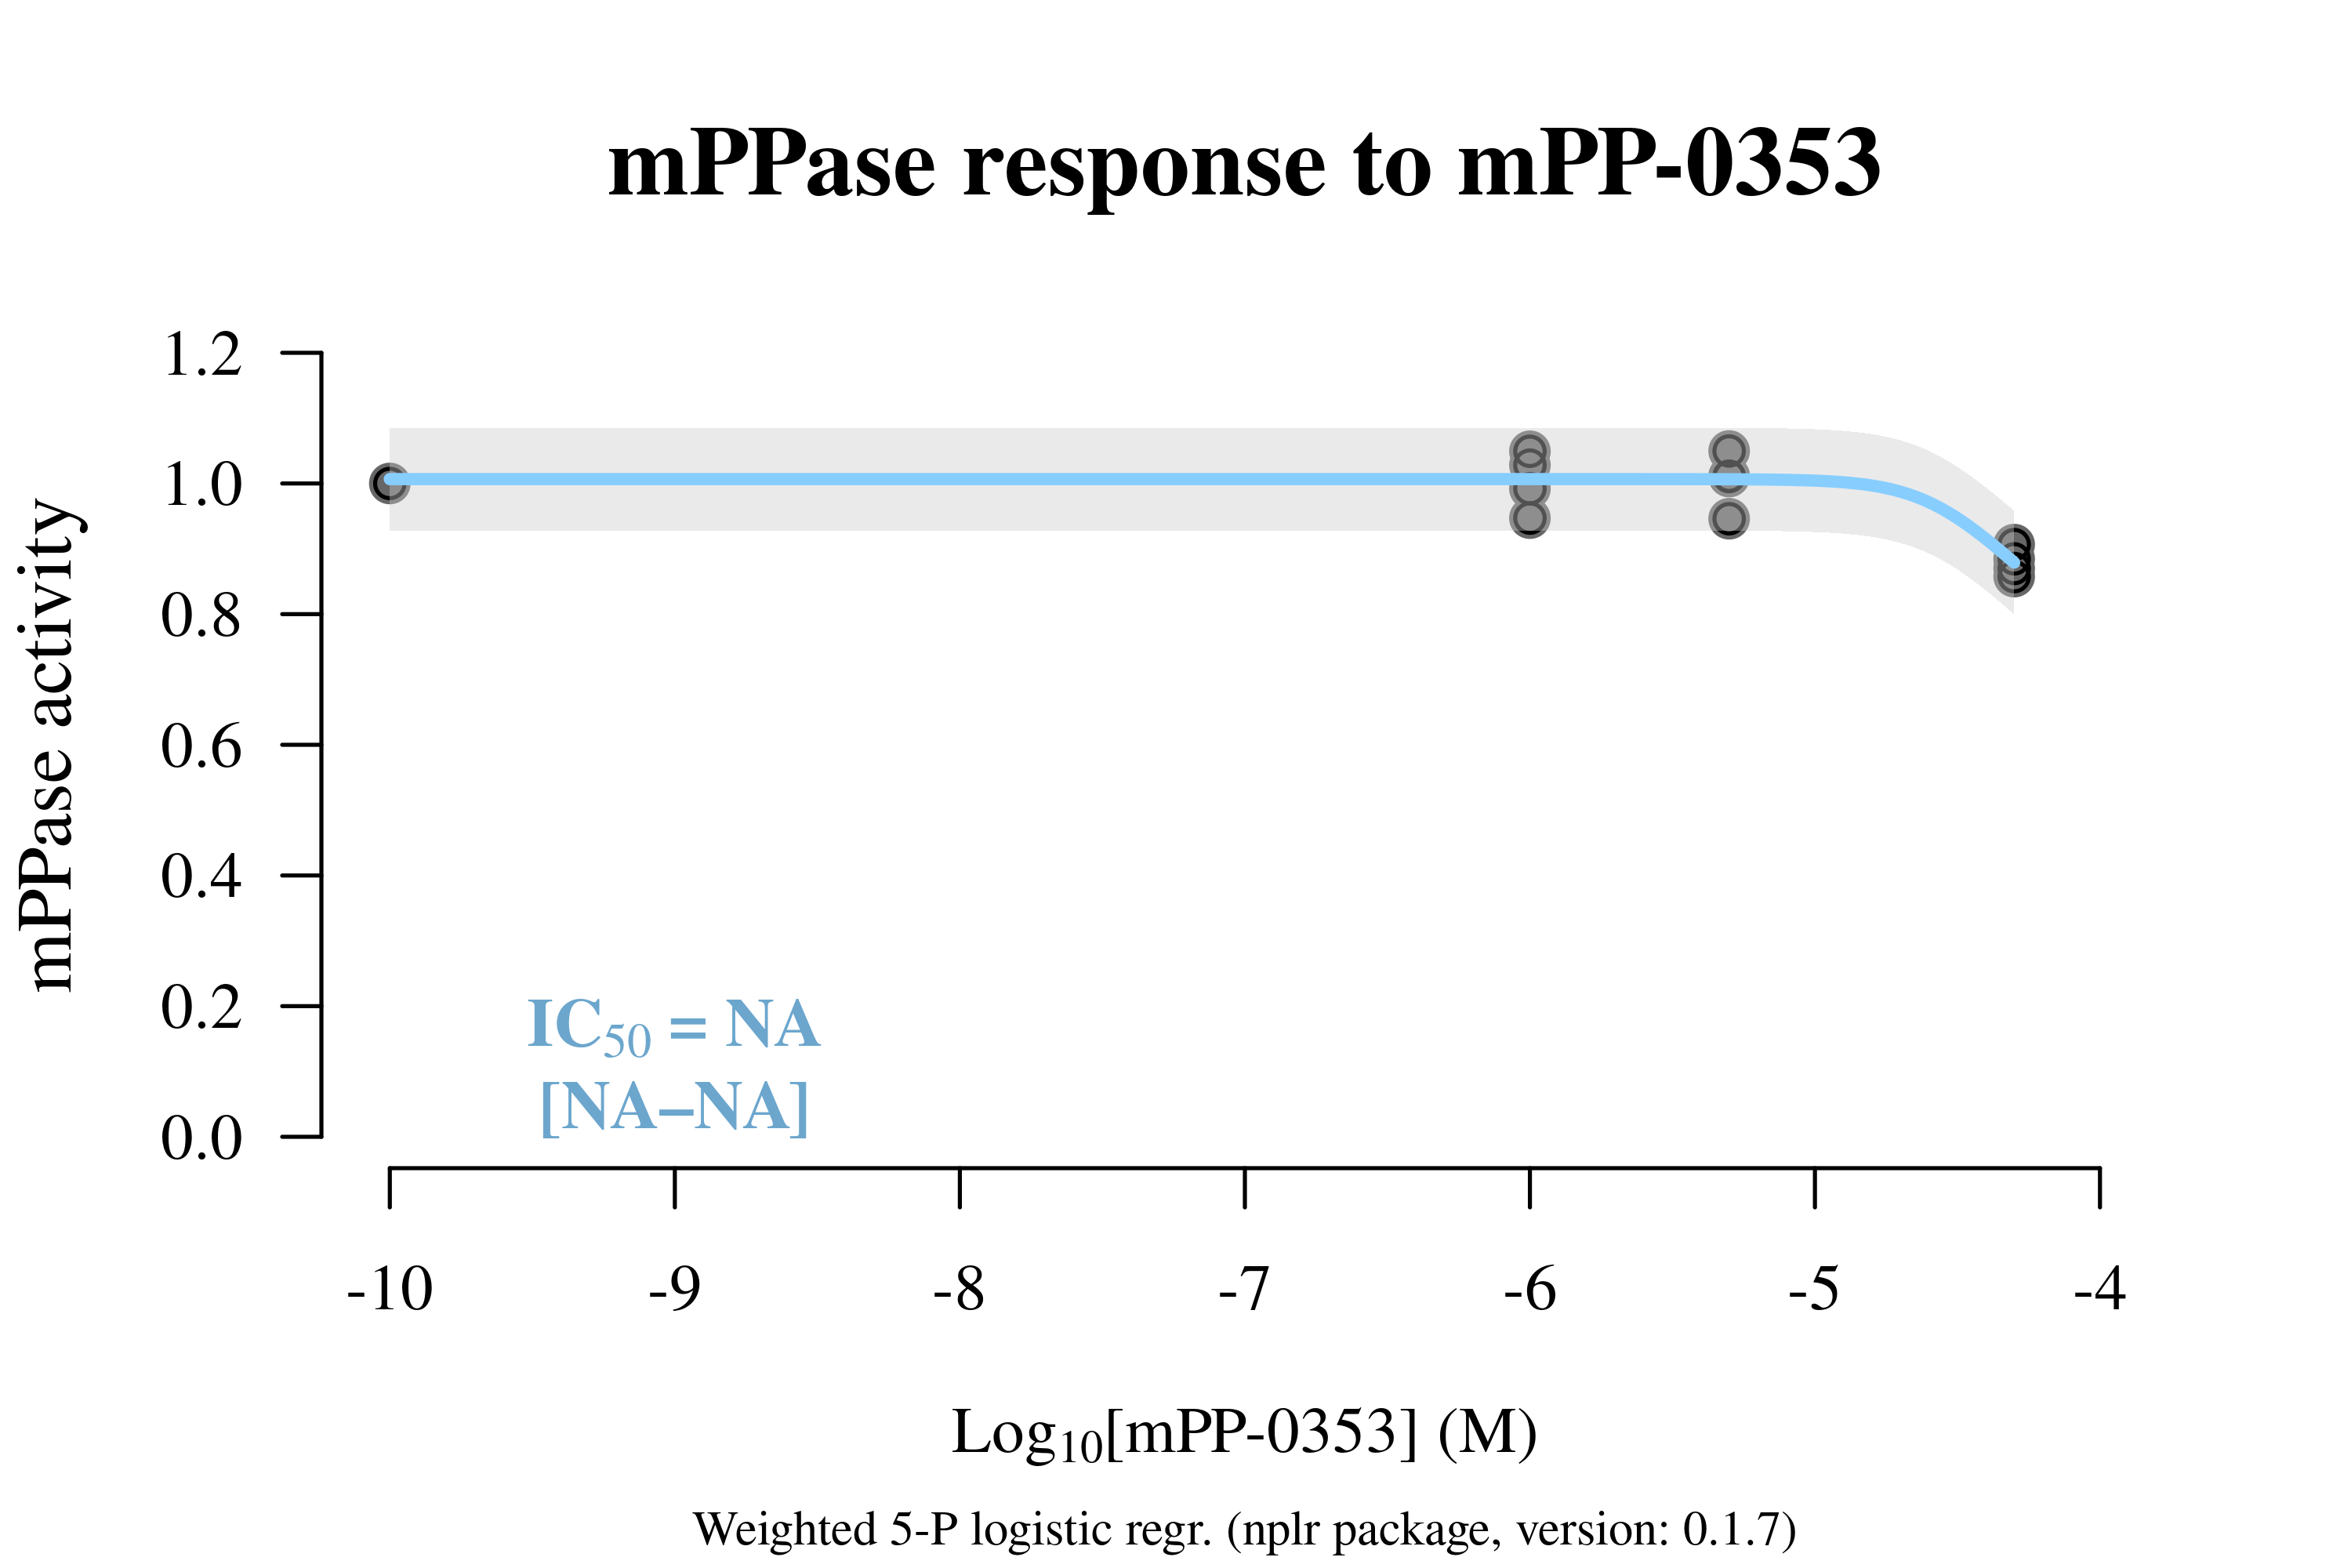 mPPase response to mPP-0353
mPPase activity
1.2
1.0
0.8
0.6
0.4
0.2
0.0
IC₅₀ = NA
[NA–NA]
-10 -9 -8 -7 -6 -5 -4
Log₁₀[mPP-0353] (M)
Weighted 5-P logistic regr. (nplr package, version: 0.1.7)